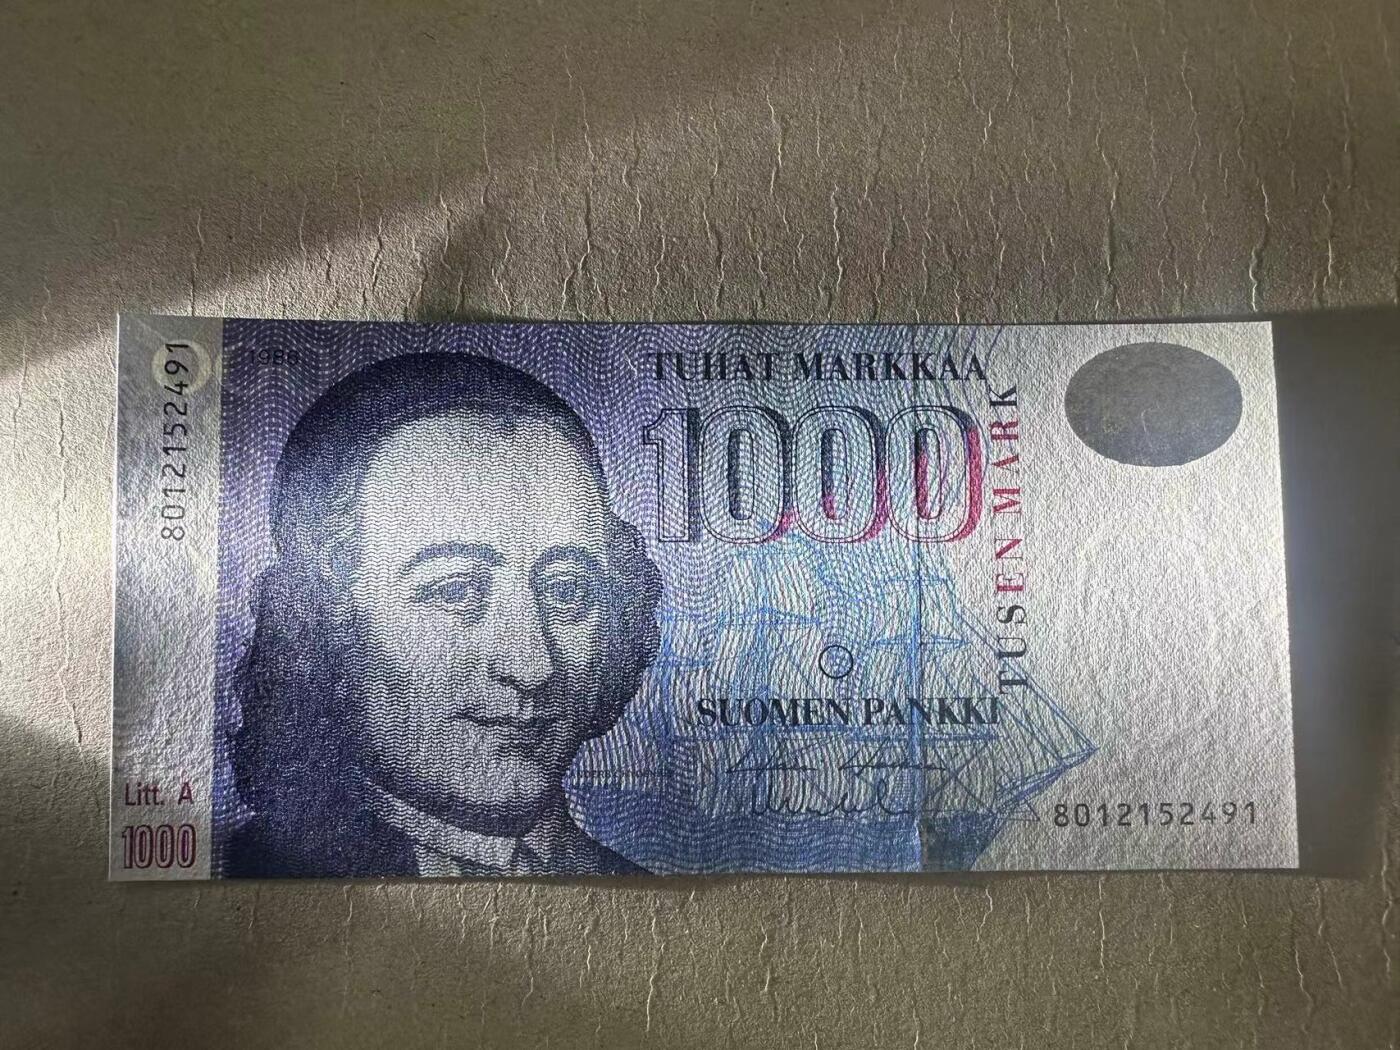 8012152491
1986
TUHAT MARKKAA
1000
TUSEN MARK
SUOMEN PANKKI
Litt. A
1000
8012152491